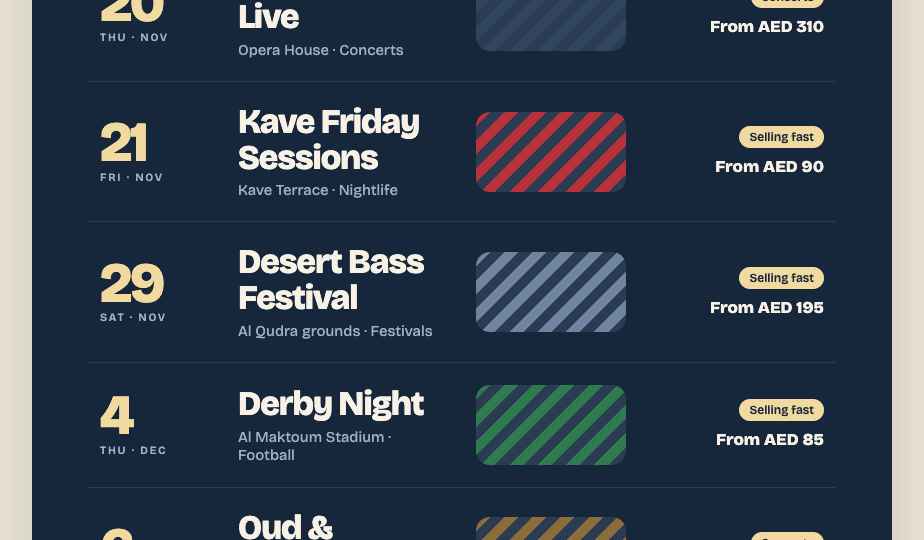 20
Live
THU · NOV
Opera House · Concerts
From AED 310
21
FRI · NOV
Kave Friday
Sessions
Kave Terrace · Nightlife
Selling fast
From AED 90
29
SAT · NOV
Desert Bass
Festival
Al Qudra grounds · Festivals
Selling fast
From AED 195
4
THU · DEC
Derby Night
Al Maktoum Stadium ·
Football
Selling fast
From AED 85
Oud &